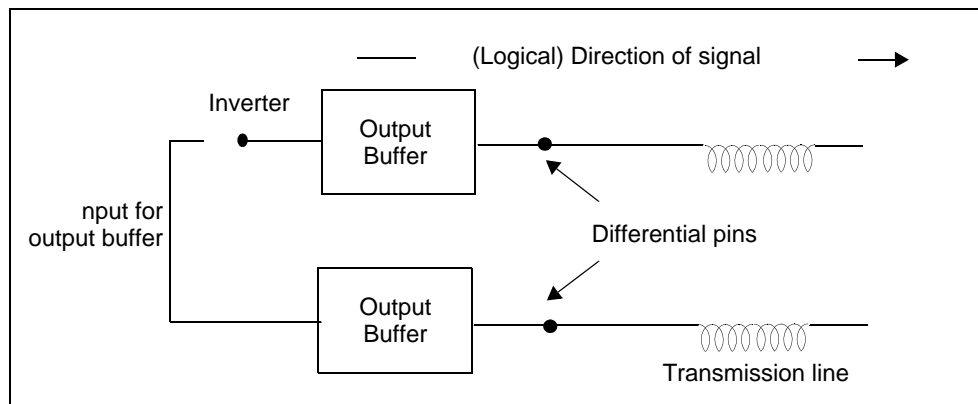 (Logical) Direction of signal
Inverter
Output
Buffer
nput for
output buffer
Differential pins
Output
Buffer
Transmission line